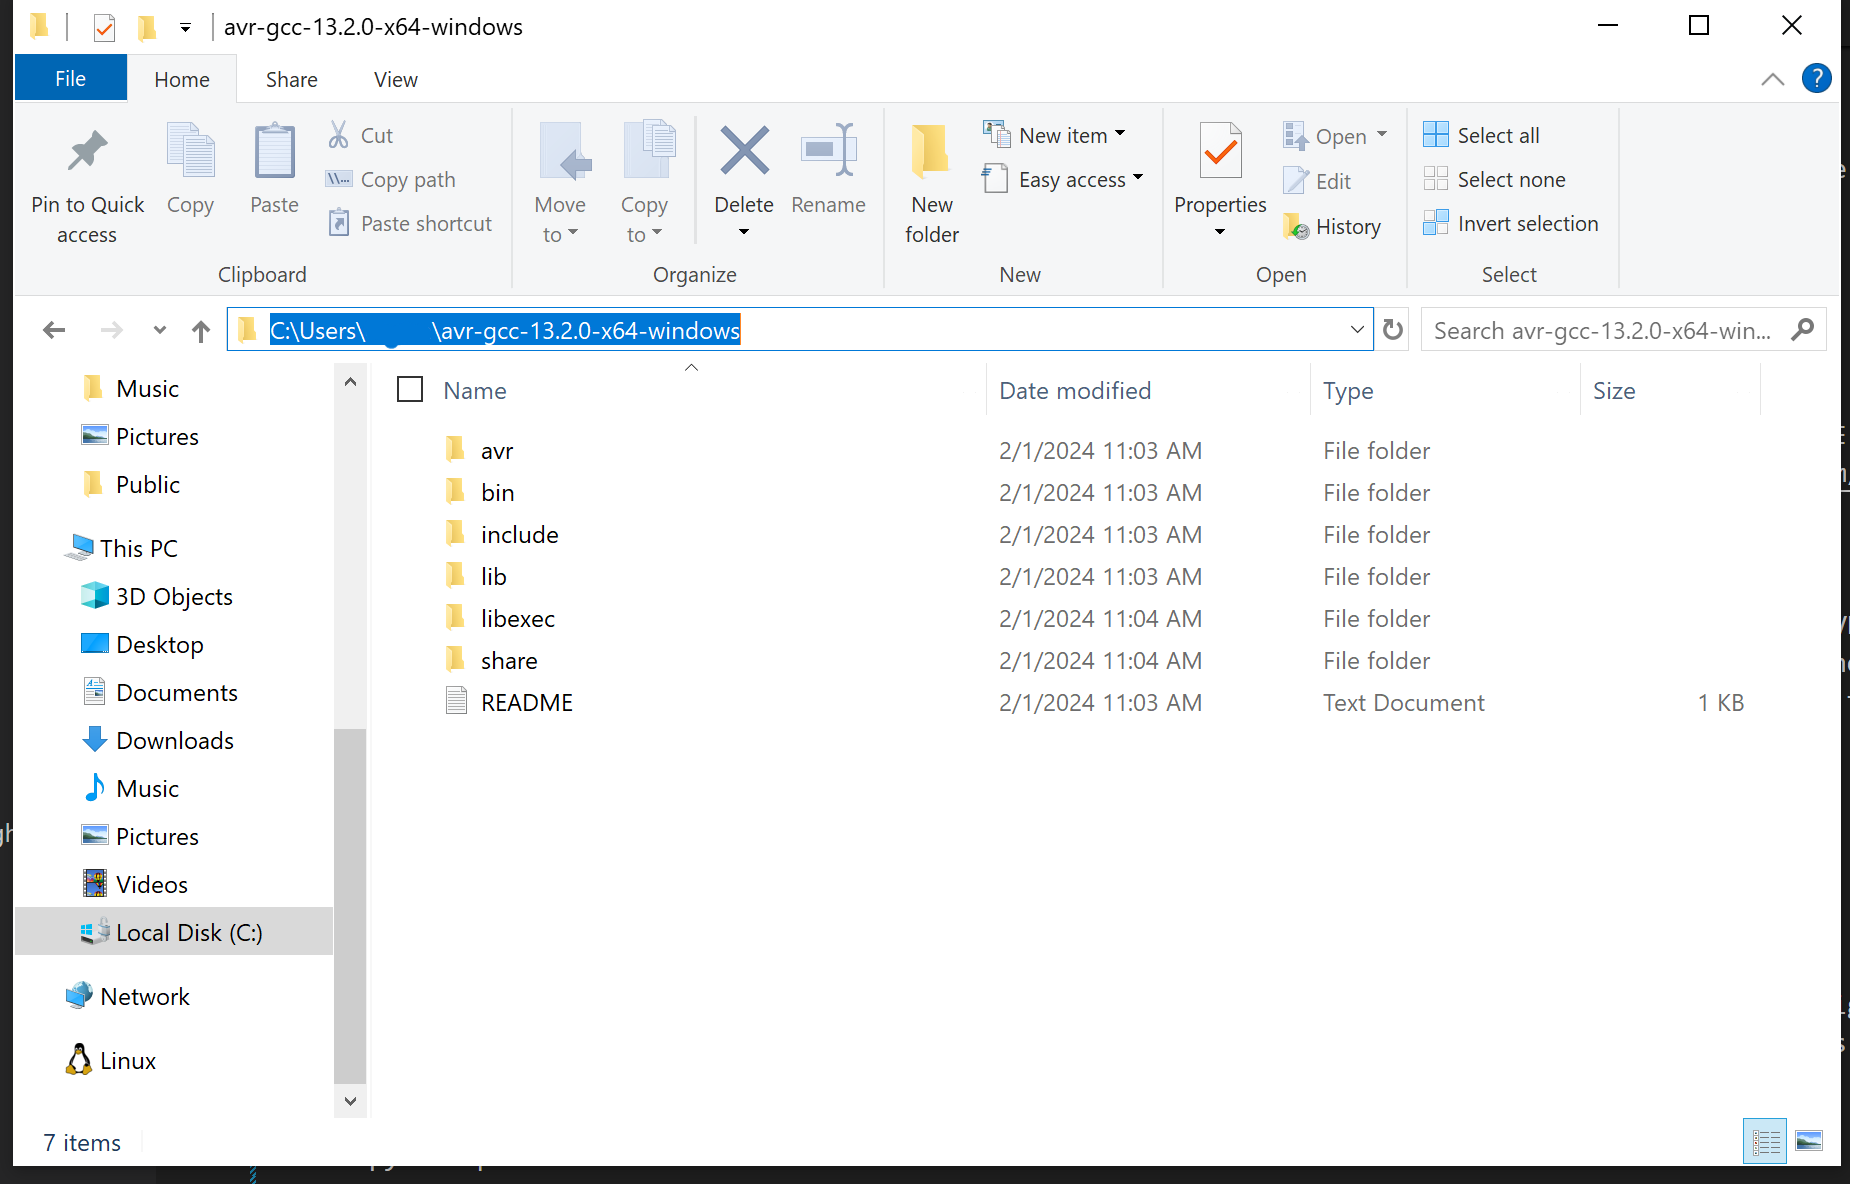 avr-gcc-13.2.0-x64-windows
File
Home
Share
View
Pin to Quick access
Copy
Paste
Cut
Copy path
Paste shortcut
Clipboard
Move to
Copy to
Delete
Rename
Organize
New folder
New item
Easy access
New
Properties
Open
Edit
History
Open
Select all
Select none
Invert selection
Select
C:\Users\ \avr-gcc-13.2.0-x64-windows
Search avr-gcc-13.2.0-x64-win...
Music
Pictures
Public
This PC
3D Objects
Desktop
Documents
Downloads
Music
Pictures
Videos
Local Disk (C:)
Network
Linux
Name Date modified Type Size
avr 2/1/2024 11:03 AM File folder
bin 2/1/2024 11:03 AM File folder
include 2/1/2024 11:03 AM File folder
lib 2/1/2024 11:03 AM File folder
libexec 2/1/2024 11:04 AM File folder
share 2/1/2024 11:04 AM File folder
README 2/1/2024 11:03 AM Text Document 1 KB
7 items